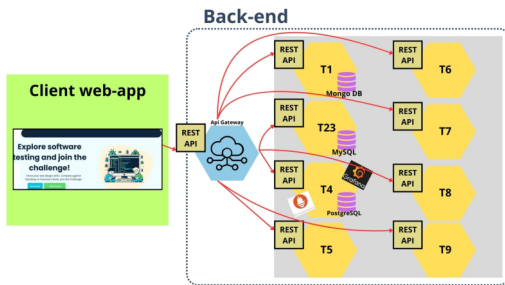 Back-end
Client web-app
Explore software
testing and join the
challenge!
REST
API
Api Gateway
REST
API
T1
Mongo DB
REST
API
T6
REST
API
T23
MySQL
REST
API
T7
REST
API
T4
PostgreSQL
Grafana
REST
API
T8
REST
API
T5
REST
API
T9